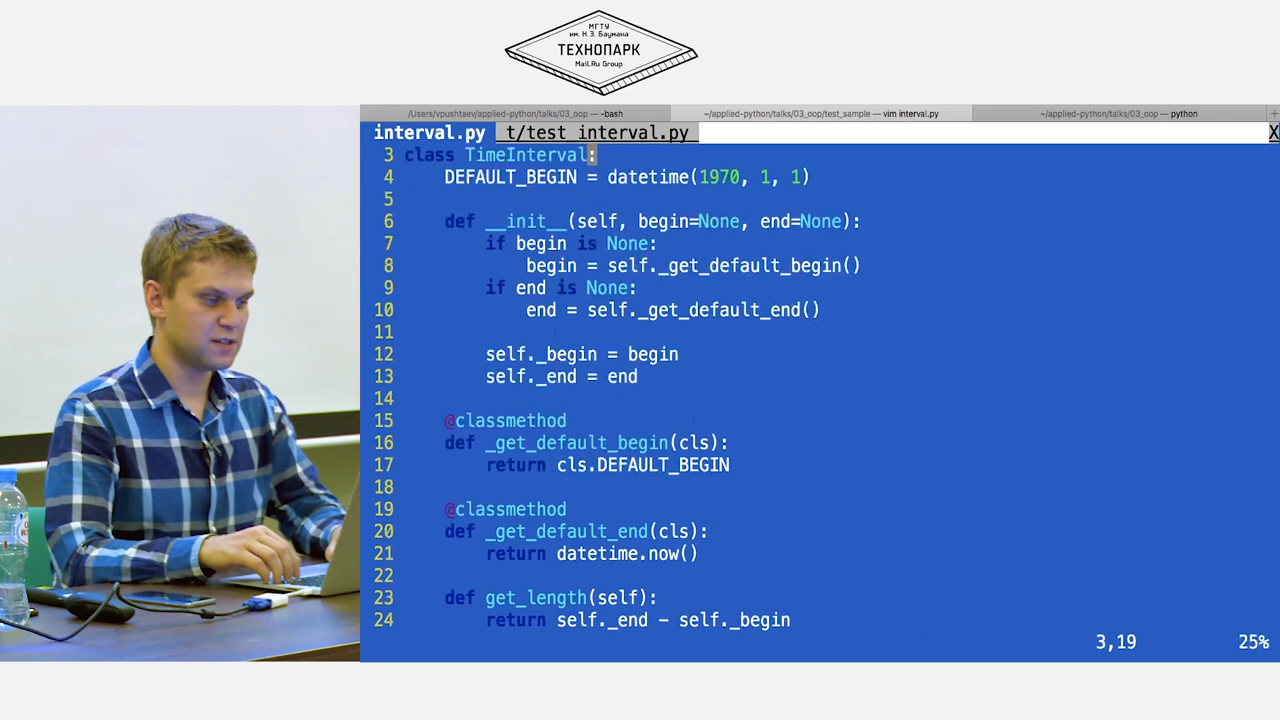 МГТУ
им. Н.Э. Баумана
ТЕХНОПАРК
Mail.Ru Group
/Users/vpushtaev/applied-python/talks/03_oop — -bash
~/applied-python/talks/03_oop/test_sample — vim interval.py
~/applied-python/talks/03_oop — python
interval.py t/test_interval.py X
3 class TimeInterval:
4 DEFAULT_BEGIN = datetime(1970, 1, 1)
5
6 def __init__(self, begin=None, end=None):
7 if begin is None:
8 begin = self._get_default_begin()
9 if end is None:
10 end = self._get_default_end()
11
12 self._begin = begin
13 self._end = end
14
15 @classmethod
16 def _get_default_begin(cls):
17 return cls.DEFAULT_BEGIN
18
19 @classmethod
20 def _get_default_end(cls):
21 return datetime.now()
22
23 def get_length(self):
24 return self._end - self._begin
3,19 25%